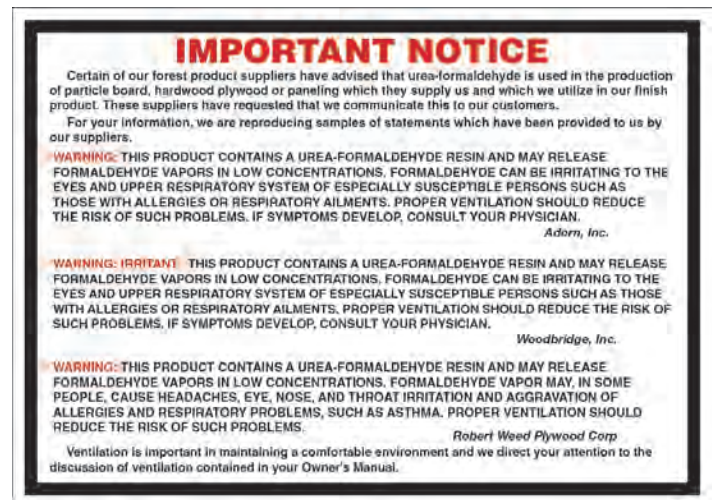 IMPORTANT NOTICE
Certain of our forest product suppliers have advised that urea-formaldehyde is used in the production
of particle board, hardwood plywood or paneling which they supply us and which we utilize in our finish
product. These suppliers have requested that we communicate this to our customers.
For your information, we are reproducing samples of statements which have been provided to us by
our suppliers.
WARNING: THIS PRODUCT CONTAINS A UREA-FORMALDEHYDE RESIN AND MAY RELEASE
FORMALDEHYDE VAPORS IN LOW CONCENTRATIONS. FORMALDEHYDE CAN BE IRRITATING TO THE
EYES AND UPPER RESPIRATORY SYSTEM OF ESPECIALLY SUSCEPTIBLE PERSONS SUCH AS
THOSE WITH ALLERGIES OR RESPIRATORY AILMENTS. PROPER VENTILATION SHOULD REDUCE
THE RISK OF SUCH PROBLEMS. IF SYMPTOMS DEVELOP, CONSULT YOUR PHYSICIAN.
Adorn, Inc.
WARNING: IRRITANT THIS PRODUCT CONTAINS A UREA-FORMALDEHYDE RESIN AND MAY RELEASE
FORMALDEHYDE VAPORS IN LOW CONCENTRATIONS. FORMALDEHYDE CAN BE IRRITATING TO THE
EYES AND UPPER RESPIRATORY SYSTEM OF ESPECIALLY SUSCEPTIBLE PERSONS SUCH AS THOSE
WITH ALLERGIES OR RESPIRATORY AILMENTS. PROPER VENTILATION SHOULD REDUCE THE RISK OF
SUCH PROBLEMS. IF SYMPTOMS DEVELOP, CONSULT YOUR PHYSICIAN.
Woodbridge, Inc.
WARNING: THIS PRODUCT CONTAINS A UREA-FORMALDEHYDE RESIN AND MAY RELEASE
FORMALDEHYDE VAPORS IN LOW CONCENTRATIONS. FORMALDEHYDE VAPOR MAY, IN SOME
PEOPLE, CAUSE HEADACHES, EYE, NOSE, AND THROAT IRRITATION AND AGGRAVATION OF
ALLERGIES AND RESPIRATORY PROBLEMS, SUCH AS ASTHMA. PROPER VENTILATION SHOULD
REDUCE THE RISK OF SUCH PROBLEMS.
Robert Weed Plywood Corp
Ventilation is important in maintaining a comfortable environment and we direct your attention to the
discussion of ventilation contained in your Owner's Manual.